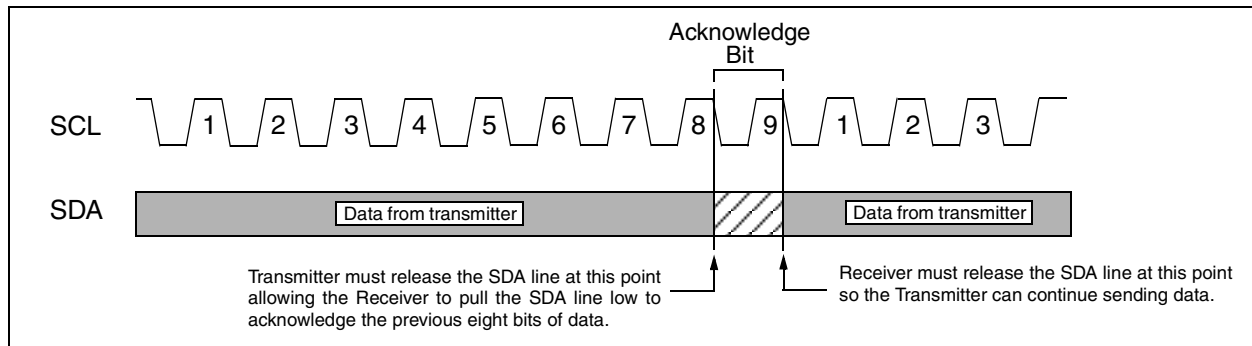 Acknowledge
Bit
SCL
1 2 3 4 5 6 7 8 9 1 2 3
SDA
Data from transmitter
Data from transmitter
Transmitter must release the SDA line at this point
allowing the Receiver to pull the SDA line low to
acknowledge the previous eight bits of data.
Receiver must release the SDA line at this point
so the Transmitter can continue sending data.